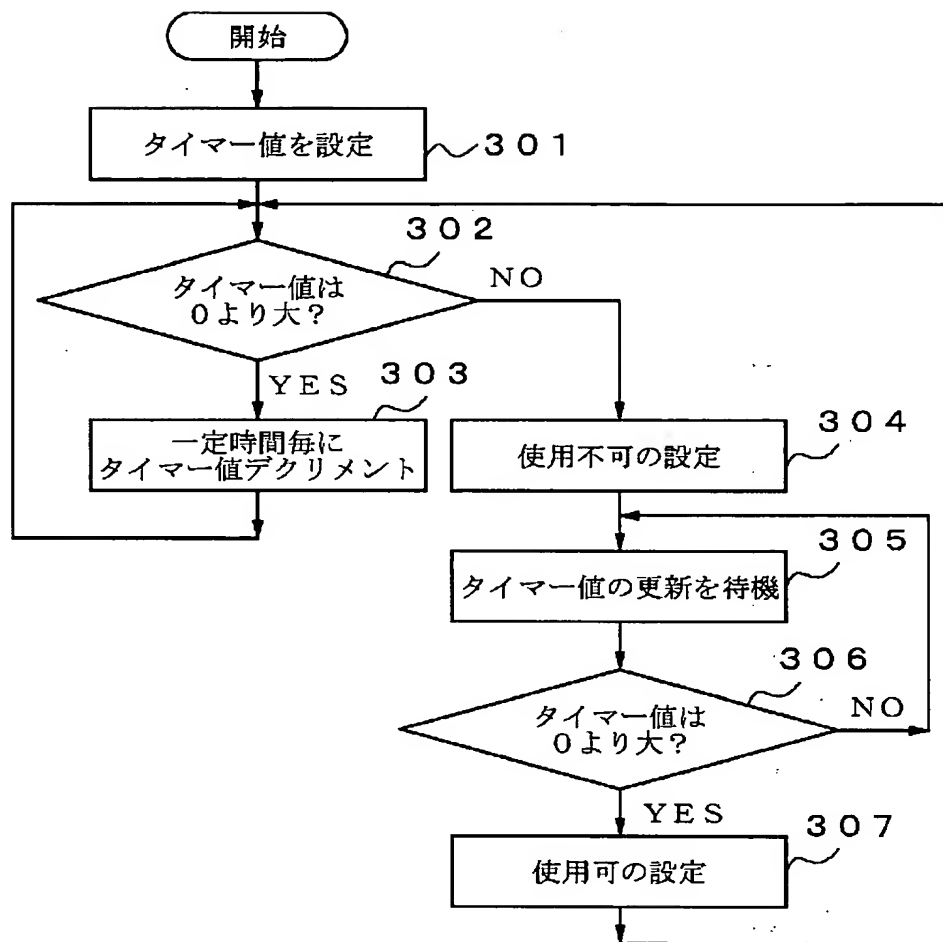 開始
タイマー値を設定
301
302
タイマー値は
0より大?
NO
YES
303
一定時間毎に
タイマー値デクリメント
304
使用不可の設定
305
タイマー値の更新を待機
306
タイマー値は
0より大?
NO
YES
307
使用可の設定